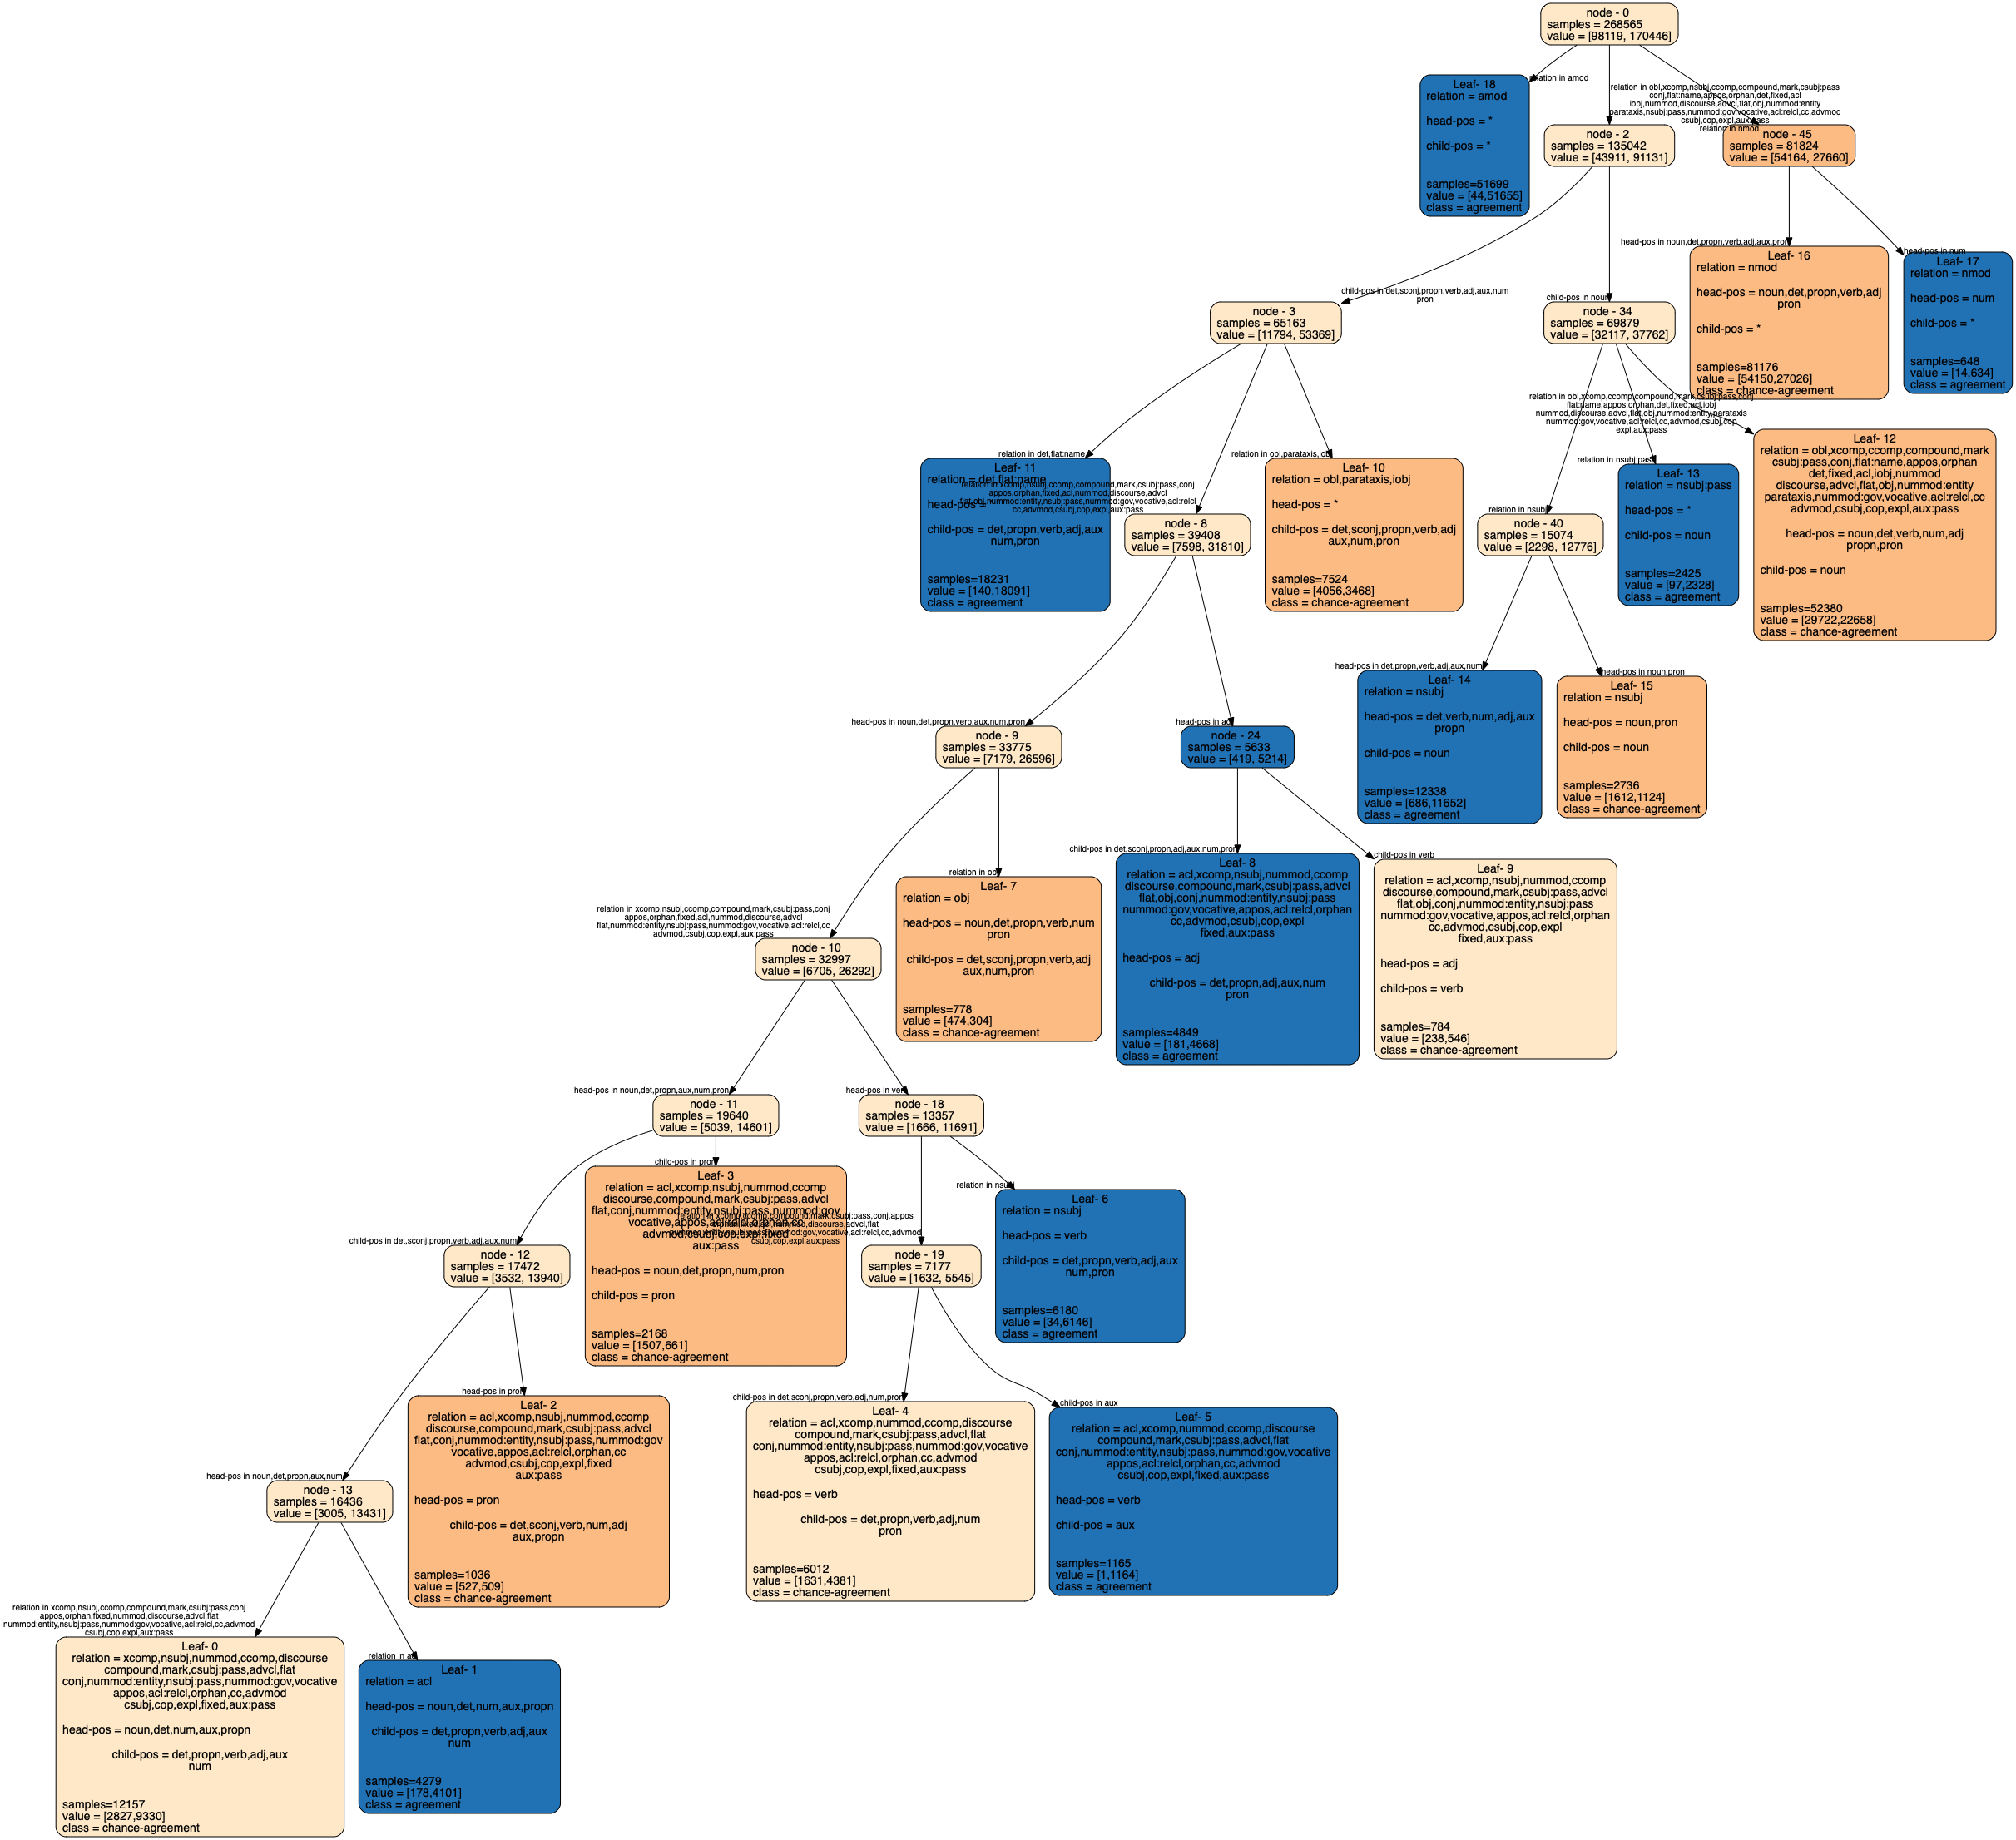 node - 0
samples = 268565
value = [98119, 170446]
relation in amod
relation in obl,xcomp,nsubj,ccomp,compound,mark,csubj:pass
conj,flat:name,appos,orphan,det,fixed,acl
iobj,nummod,discourse,advcl,flat,obj,nummod:entity
parataxis,nsubj:pass,nummod:gov,vocative,acl:relcl,cc,advmod
csubj,cop,expl,aux:pass
relation in nmod
Leaf- 18
relation = amod
head-pos = *
child-pos = *
samples=51699
value = [44,51655]
class = agreement
node - 2
samples = 135042
value = [43911, 91131]
node - 45
samples = 81824
value = [54164, 27660]
head-pos in noun,det,propn,verb,adj,aux,pron
Leaf- 16
relation = nmod
head-pos = noun,det,propn,verb,adj
pron
child-pos = *
samples=81176
value = [54150,27026]
class = chance-agreement
head-pos in num
Leaf- 17
relation = nmod
head-pos = num
child-pos = *
samples=648
value = [14,634]
class = agreement
child-pos in det,sconj,propn,verb,adj,aux,num
pron
node - 3
samples = 65163
value = [11794, 53369]
child-pos in noun
node - 34
samples = 69879
value = [32117, 37762]
relation in obl,xcomp,ccomp,compound,mark,csubj:pass,conj
flat:name,appos,orphan,det,fixed,acl,iobj
nummod,discourse,advcl,flat,obj,nummod:entity,parataxis
nummod:gov,vocative,acl:relcl,cc,advmod,csubj,cop
expl,aux:pass
Leaf- 12
relation = obl,xcomp,ccomp,compound,mark
csubj:pass,conj,flat:name,appos,orphan
det,fixed,acl,iobj,nummod
discourse,advcl,flat,obj,nummod:entity
parataxis,nummod:gov,vocative,acl:relcl,cc
advmod,csubj,cop,expl,aux:pass
head-pos = noun,det,verb,num,adj
propn,pron
child-pos = noun
samples=52380
value = [29722,22658]
class = chance-agreement
relation in nsubj:pass
Leaf- 13
relation = nsubj:pass
head-pos = *
child-pos = noun
samples=2425
value = [97,2328]
class = agreement
relation in det,flat:name
Leaf- 11
relation = det,flat:name
head-pos = *
child-pos = det,propn,verb,adj,aux
num,pron
samples=18231
value = [140,18091]
class = agreement
relation in xcomp,nsubj,ccomp,compound,mark,csubj:pass,conj
appos,orphan,fixed,acl,nummod,discourse,advcl
flat,obj,nummod:entity,nsubj:pass,nummod:gov,vocative,acl:relcl
cc,advmod,csubj,cop,expl,aux:pass
relation in obl,parataxis,iobj
Leaf- 10
relation = obl,parataxis,iobj
head-pos = *
child-pos = det,sconj,propn,verb,adj
aux,num,pron
samples=7524
value = [4056,3468]
class = chance-agreement
node - 8
samples = 39408
value = [7598, 31810]
relation in nsubj
node - 40
samples = 15074
value = [2298, 12776]
head-pos in det,propn,verb,adj,aux,num
Leaf- 14
relation = nsubj
head-pos = det,verb,num,adj,aux
propn
child-pos = noun
samples=12338
value = [686,11652]
class = agreement
head-pos in noun,pron
Leaf- 15
relation = nsubj
head-pos = noun,pron
child-pos = noun
samples=2736
value = [1612,1124]
class = chance-agreement
head-pos in noun,det,propn,verb,aux,num,pron
node - 9
samples = 33775
value = [7179, 26596]
head-pos in adj
node - 24
samples = 5633
value = [419, 5214]
child-pos in det,sconj,propn,adj,aux,num,pron
Leaf- 8
relation = acl,xcomp,nsubj,nummod,ccomp
discourse,compound,mark,csubj:pass,advcl
flat,obj,conj,nummod:entity,nsubj:pass
nummod:gov,vocative,appos,acl:relcl,orphan
cc,advmod,csubj,cop,expl
fixed,aux:pass
head-pos = adj
child-pos = det,propn,adj,aux,num
pron
samples=4849
value = [181,4668]
class = agreement
child-pos in verb
Leaf- 9
relation = acl,xcomp,nsubj,nummod,ccomp
discourse,compound,mark,csubj:pass,advcl
flat,obj,conj,nummod:entity,nsubj:pass
nummod:gov,vocative,appos,acl:relcl,orphan
cc,advmod,csubj,cop,expl
fixed,aux:pass
head-pos = adj
child-pos = verb
samples=784
value = [238,546]
class = chance-agreement
relation in obj
Leaf- 7
relation = obj
head-pos = noun,det,propn,verb,num
pron
child-pos = det,sconj,propn,verb,adj
aux,num,pron
samples=778
value = [474,304]
class = chance-agreement
relation in xcomp,nsubj,ccomp,compound,mark,csubj:pass,conj
appos,orphan,fixed,acl,nummod,discourse,advcl
flat,nummod:entity,nsubj:pass,nummod:gov,vocative,acl:relcl,cc
advmod,csubj,cop,expl,aux:pass
node - 10
samples = 32997
value = [6705, 26292]
head-pos in noun,det,propn,aux,num,pron
node - 11
samples = 19640
value = [5039, 14601]
head-pos in verb
node - 18
samples = 13357
value = [1666, 11691]
child-pos in pron
Leaf- 3
relation = acl,xcomp,nsubj,nummod,ccomp
discourse,compound,mark,csubj:pass,advcl
flat,conj,nummod:entity,nsubj:pass,nummod:gov
vocative,appos,acl:relcl,orphan,cc
advmod,csubj,cop,expl,fixed
aux:pass
head-pos = noun,det,propn,num,pron
child-pos = pron
samples=2168
value = [1507,661]
class = chance-agreement
relation in xcomp,ccomp,compound,mark,csubj:pass,conj,appos
orphan,fixed,acl,nummod,discourse,advcl,flat
nummod:entity,nsubj:pass,nummod:gov,vocative,acl:relcl,cc,advmod
csubj,cop,expl,aux:pass
relation in nsubj
Leaf- 6
relation = nsubj
head-pos = verb
child-pos = det,propn,verb,adj,aux
num,pron
samples=6180
value = [34,6146]
class = agreement
child-pos in det,sconj,propn,verb,adj,aux,num
node - 12
samples = 17472
value = [3532, 13940]
node - 19
samples = 7177
value = [1632, 5545]
head-pos in pron
Leaf- 2
relation = acl,xcomp,nsubj,nummod,ccomp
discourse,compound,mark,csubj:pass,advcl
flat,conj,nummod:entity,nsubj:pass,nummod:gov
vocative,appos,acl:relcl,orphan,cc
advmod,csubj,cop,expl,fixed
aux:pass
head-pos = pron
child-pos = det,sconj,verb,num,adj
aux,propn
samples=1036
value = [527,509]
class = chance-agreement
child-pos in det,sconj,propn,verb,adj,num,pron
Leaf- 4
relation = acl,xcomp,nummod,ccomp,discourse
compound,mark,csubj:pass,advcl,flat
conj,nummod:entity,nsubj:pass,nummod:gov,vocative
appos,acl:relcl,orphan,cc,advmod
csubj,cop,expl,fixed,aux:pass
head-pos = verb
child-pos = det,propn,verb,adj,num
pron
samples=6012
value = [1631,4381]
class = chance-agreement
child-pos in aux
Leaf- 5
relation = acl,xcomp,nummod,ccomp,discourse
compound,mark,csubj:pass,advcl,flat
conj,nummod:entity,nsubj:pass,nummod:gov,vocative
appos,acl:relcl,orphan,cc,advmod
csubj,cop,expl,fixed,aux:pass
head-pos = verb
child-pos = aux
samples=1165
value = [1,1164]
class = agreement
head-pos in noun,det,propn,aux,num
node - 13
samples = 16436
value = [3005, 13431]
relation in xcomp,nsubj,ccomp,compound,mark,csubj:pass,conj
appos,orphan,fixed,nummod,discourse,advcl,flat
nummod:entity,nsubj:pass,nummod:gov,vocative,acl:relcl,cc,advmod
csubj,cop,expl,aux:pass
Leaf- 0
relation = xcomp,nsubj,nummod,ccomp,discourse
compound,mark,csubj:pass,advcl,flat
conj,nummod:entity,nsubj:pass,nummod:gov,vocative
appos,acl:relcl,orphan,cc,advmod
csubj,cop,expl,fixed,aux:pass
head-pos = noun,det,num,aux,propn
child-pos = det,propn,verb,adj,aux
num
samples=12157
value = [2827,9330]
class = chance-agreement
relation in acl
Leaf- 1
relation = acl
head-pos = noun,det,num,aux,propn
child-pos = det,propn,verb,adj,aux
num
samples=4279
value = [178,4101]
class = agreement